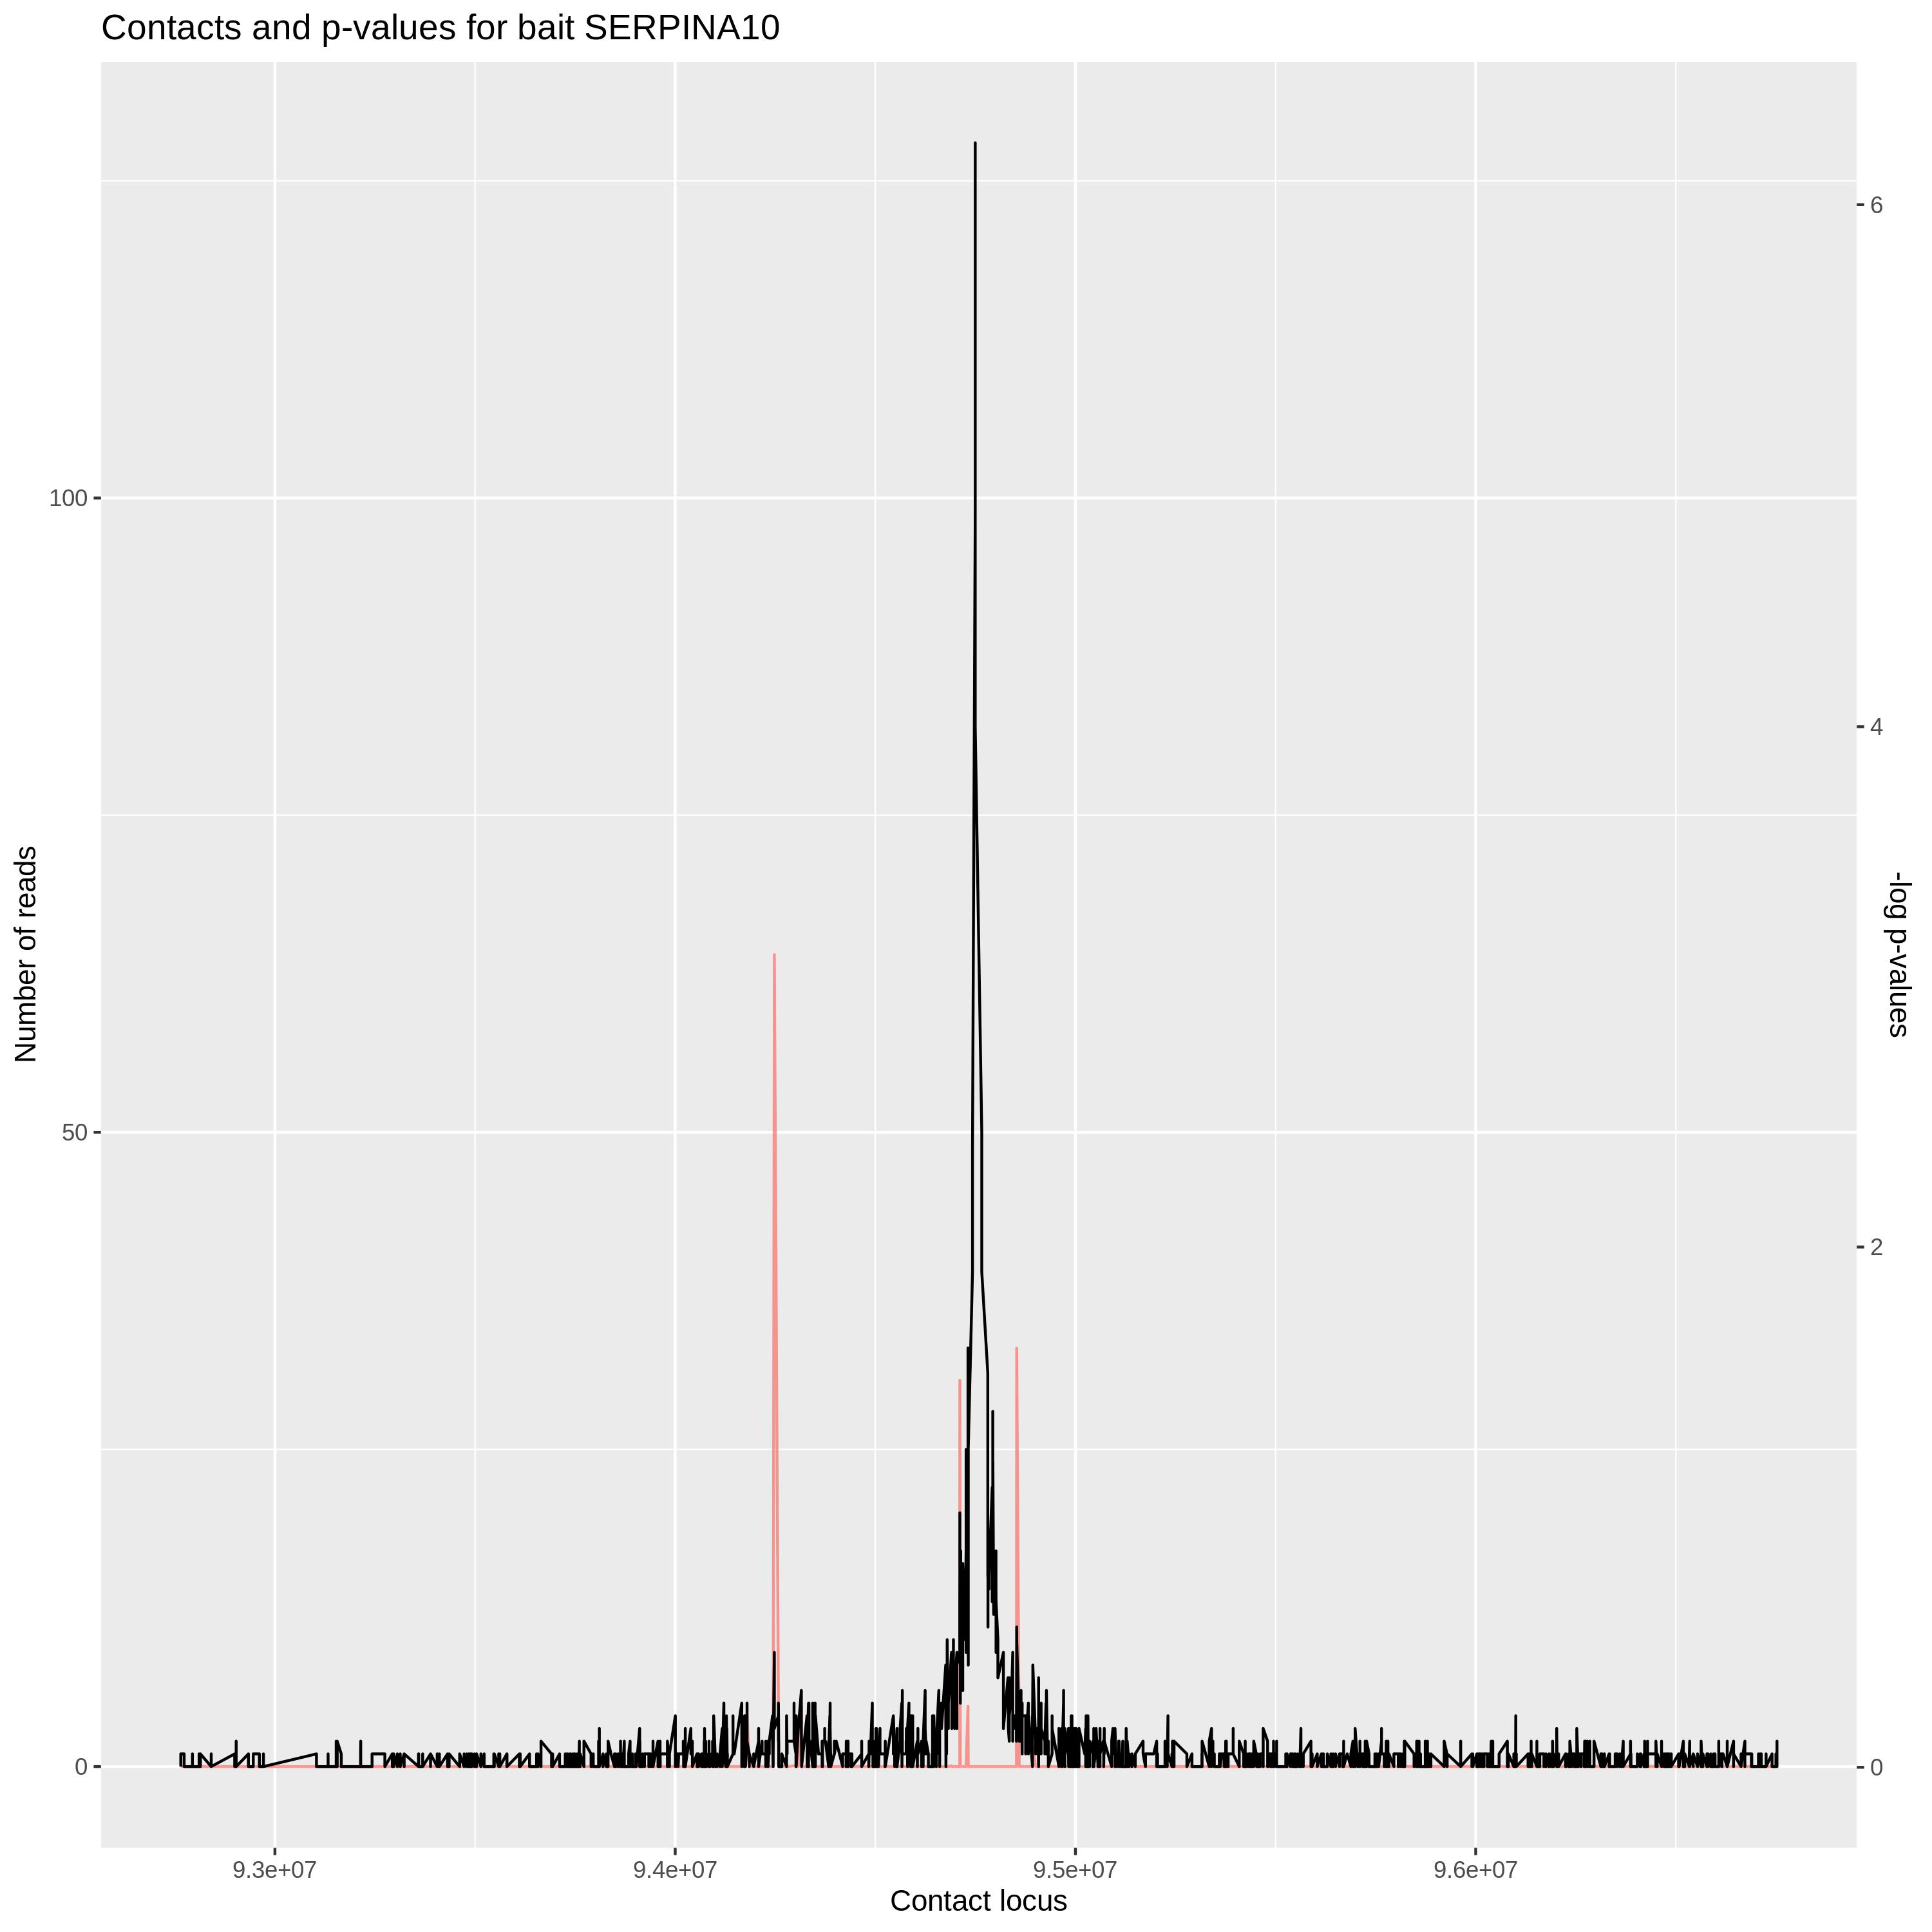 Contacts and p-values for bait SERPINA10
Number of reads
100
50
0
6
4
2
0
-log p-values
9.3e+07
9.4e+07
9.5e+07
9.6e+07
Contact locus